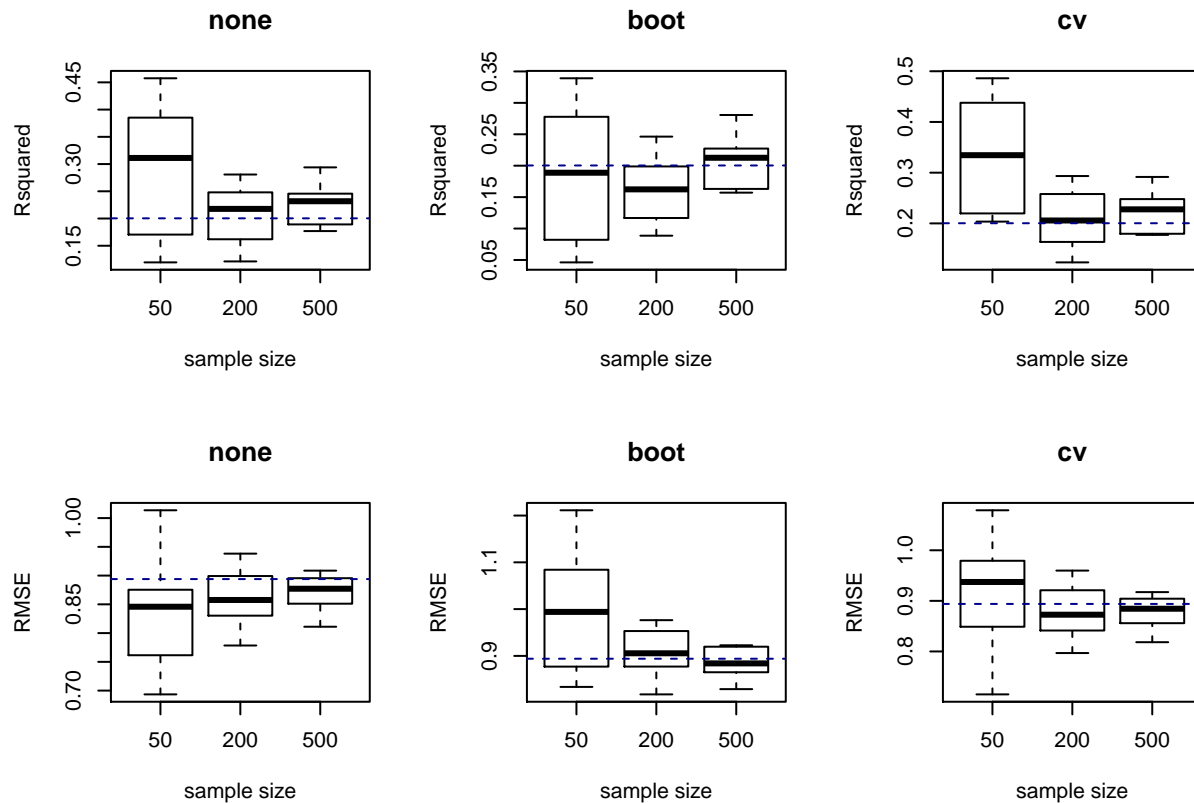 none
boot
cv
Rsquared
0.15 0.30 0.45
50 200 500
sample size
Rsquared
0.05 0.15 0.25 0.35
50 200 500
sample size
Rsquared
0.2 0.3 0.4 0.5
50 200 500
sample size
none
boot
cv
RMSE
0.70 0.85 1.00
50 200 500
sample size
RMSE
0.9 1.1
50 200 500
sample size
RMSE
0.8 0.9 1.0
50 200 500
sample size